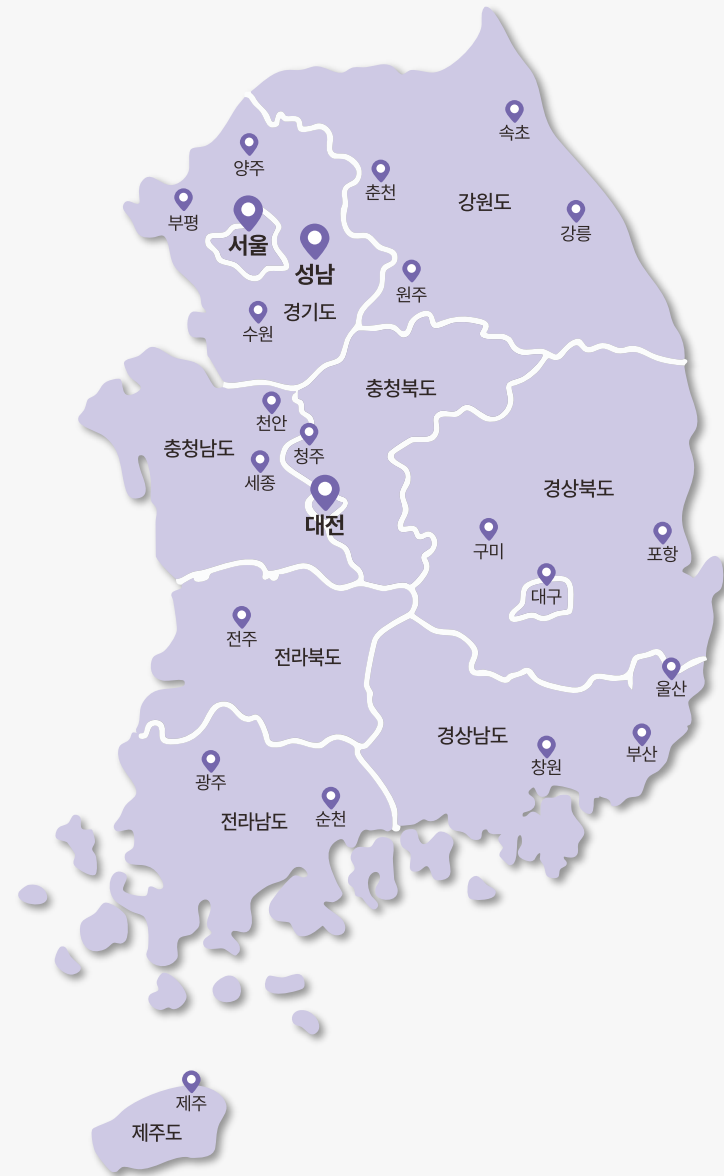 속초
양주
춘천
강원도
부평
강릉
서울
성남
원주
경기도
수원
충청북도
천안
충청남도
청주
세종
경상북도
대전
구미
포항
대구
전주
전라북도
울산
경상남도
부산
창원
광주
전라남도
순천
제주
제주도